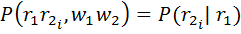 P(r₁r₂ᵢ, w₁w₂) = P(r₂ᵢ| r₁)